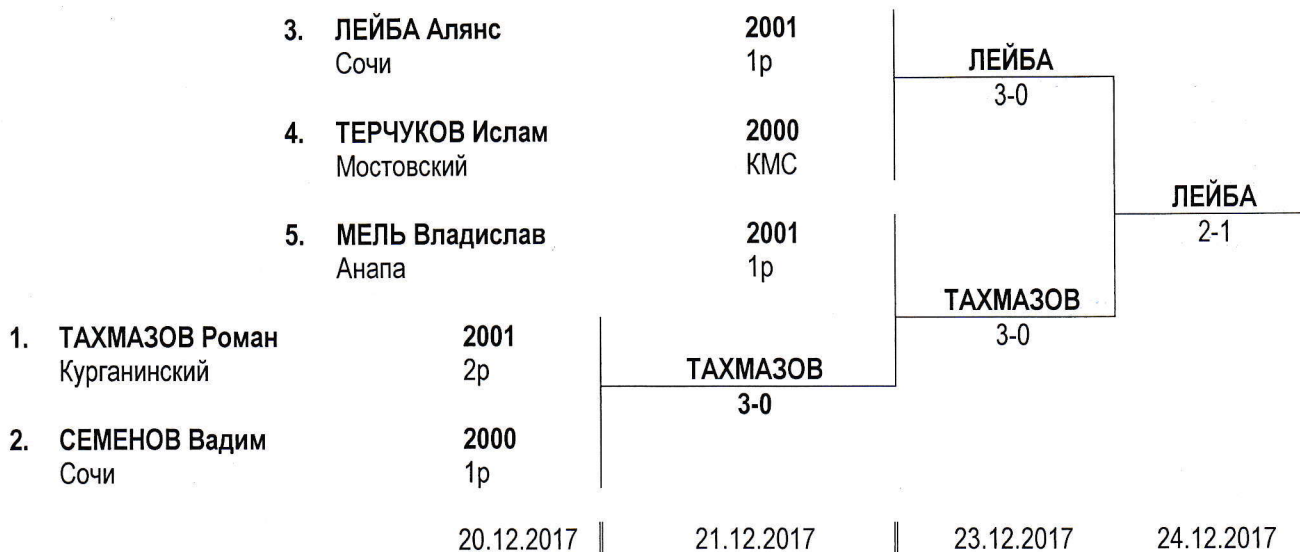 3. ЛЕЙБА Алянс 2001
Сочи 1р
ЛЕЙБА
3-0
4. ТЕРЧУКОВ Ислам 2000
Мостовский КМС
ЛЕЙБА
2-1
5. МЕЛЬ Владислав 2001
Анапа 1р
ТАХМАЗОВ
3-0
1. ТАХМАЗОВ Роман 2001
Курганинский 2р
ТАХМАЗОВ
3-0
2. СЕМЕНОВ Вадим 2000
Сочи 1р
20.12.2017 21.12.2017 23.12.2017 24.12.2017